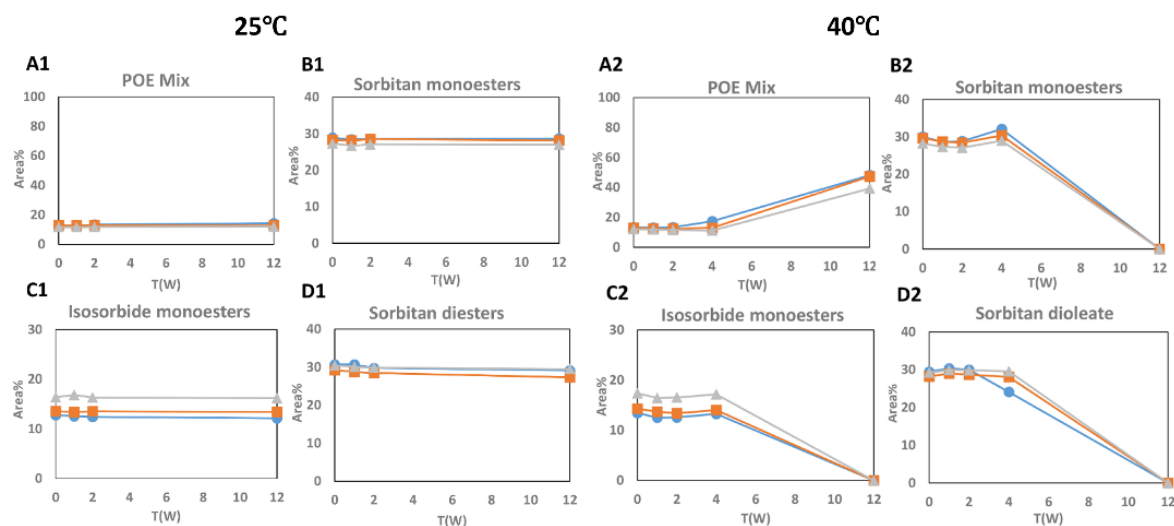 25℃
40℃
A1
POE Mix
100
80
60
40
20
0
Area%
0 2 4 6 8 10 12
T(W)
B1
Sorbitan monoesters
40
30
20
10
0
Area%
0 2 4 6 8 10 12
T(W)
A2
POE Mix
100
80
60
40
20
0
Area%
0 2 4 6 8 10 12
T(W)
B2
Sorbitan monoesters
40
30
20
10
0
Area%
0 2 4 6 8 10 12
T(W)
C1
Isosorbide monoesters
30
20
10
0
Area%
0 2 4 6 8 10 12
T(W)
D1
Sorbitan diesters
40
30
20
10
0
Area%
0 2 4 6 8 10 12
T(W)
C2
Isosorbide monoesters
30
20
10
0
Area%
0 2 4 6 8 10 12
T(W)
D2
Sorbitan dioleate
40
30
20
10
0
Area%
0 2 4 6 8 10 12
T(W)